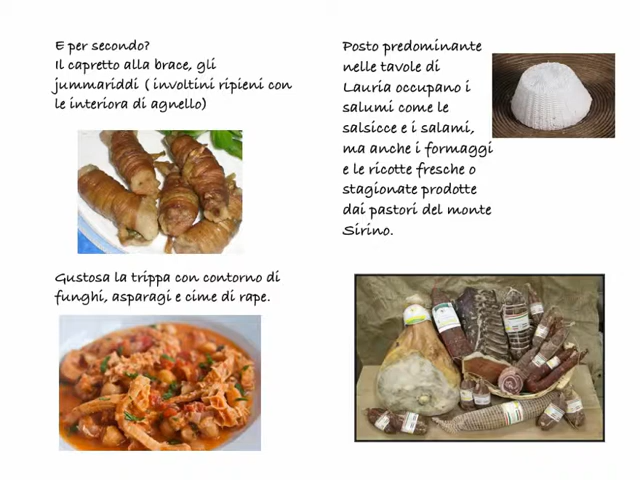 E per secondo?
Il capretto alla brace, gli
jummariddi ( involtini ripieni con
le interiora di agnello)
Gustosa la trippa con contorno di
funghi, asparagi e cime di rape.
Posto predominante
nelle tavole di
Lauria occupano i
salumi come le
salsicce e i salami,
ma anche i formaggi
e le ricotte fresche o
stagionate prodotte
dai pastori del monte
Sirino.